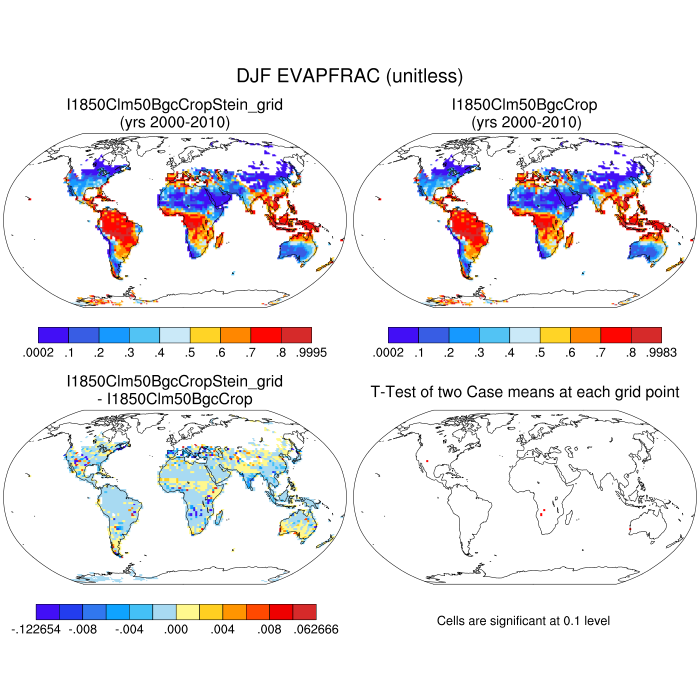 DJF EVAPFRAC (unitless)
I1850Clm50BgcCropStein_grid
(yrs 2000-2010)
I1850Clm50BgcCrop
(yrs 2000-2010)
.0002 .1 .2 .3 .4 .5 .6 .7 .8 .9995
.0002 .1 .2 .3 .4 .5 .6 .7 .8 .9983
I1850Clm50BgcCropStein_grid
- I1850Clm50BgcCrop
T-Test of two Case means at each grid point
-.122654 -.008 -.004 .000 .004 .008 .062666
Cells are significant at 0.1 level